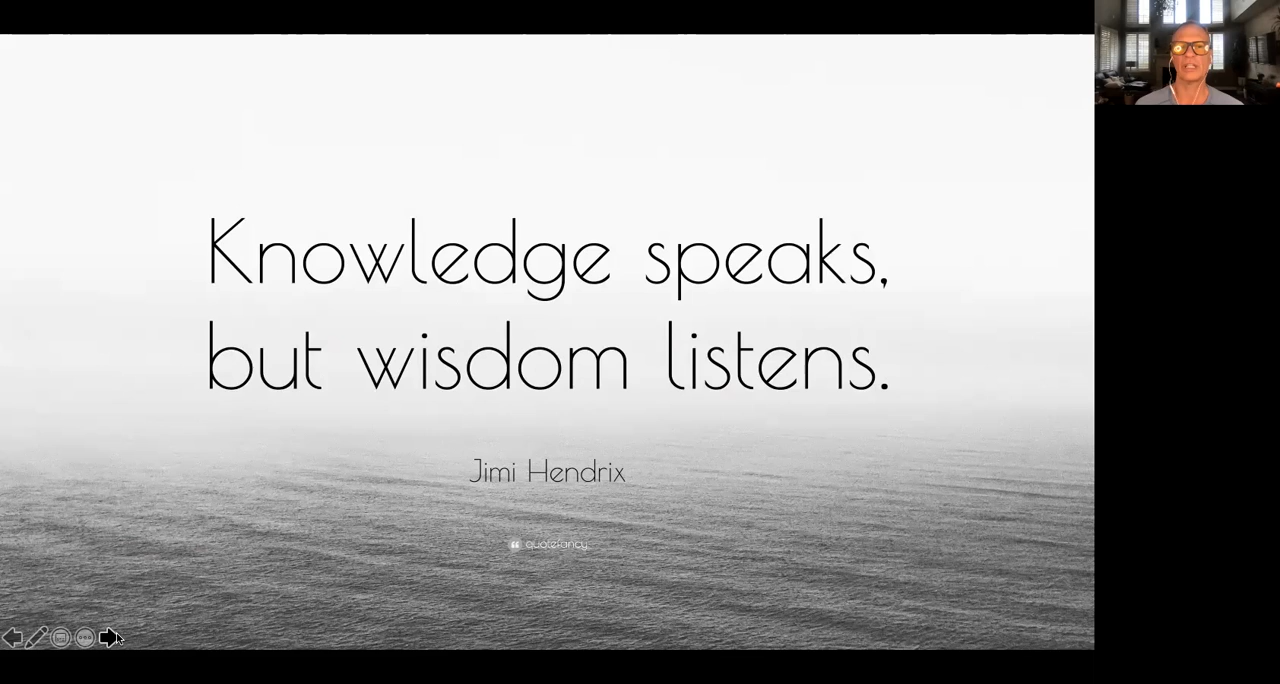 Knowledge speaks,
but wisdom listens.
Jimi Hendrix
quotefancy